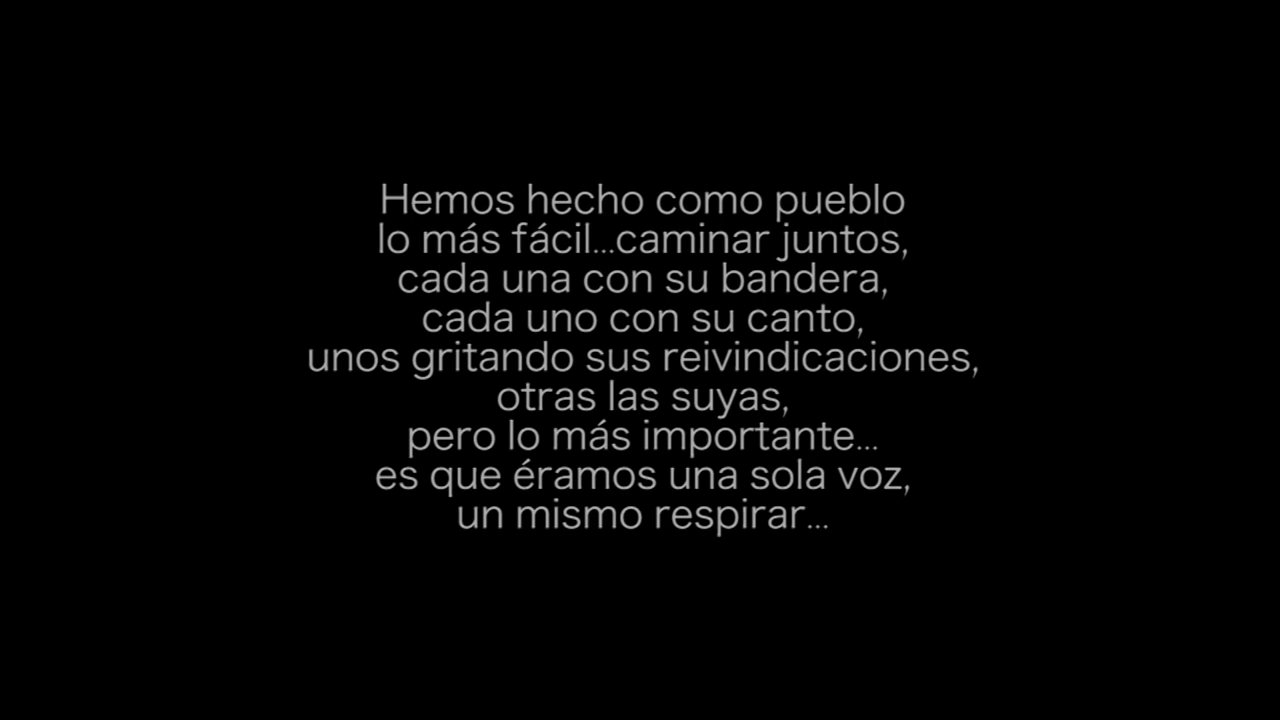 Hemos hecho como pueblo
lo más fácil...caminar juntos,
cada una con su bandera,
cada uno con su canto,
unos gritando sus reivindicaciones,
otras las suyas,
pero lo más importante...
es que éramos una sola voz,
un mismo respirar...